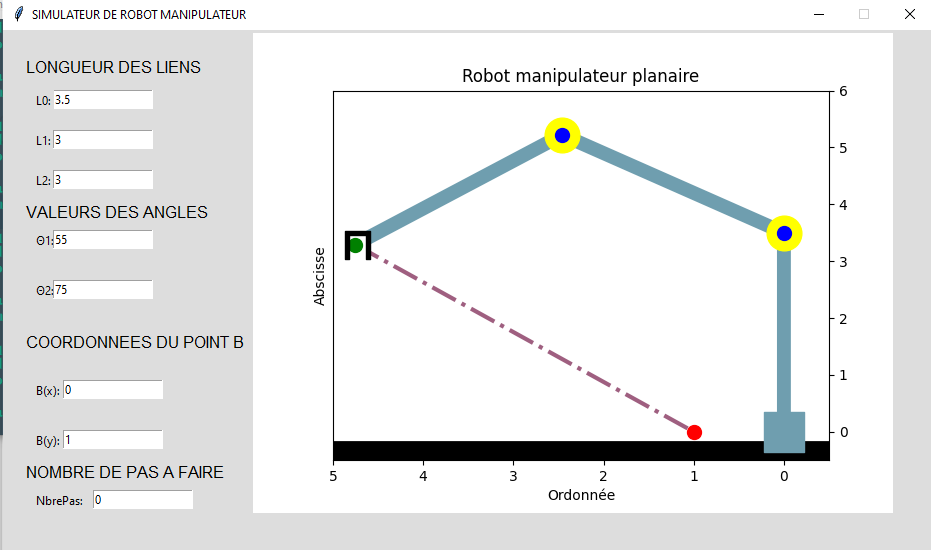 SIMULATEUR DE ROBOT MANIPULATEUR
LONGUEUR DES LIENS
L0: 3.5
L1: 3
L2: 3
VALEURS DES ANGLES
Θ1: 55
Θ2: 75
COORDONNEES DU POINT B
B(x): 0
B(y): 1
NOMBRE DE PAS A FAIRE
NbrePas: 0
Robot manipulateur planaire
6
5
4
3
2
1
0
Abscisse
5 4 3 2 1 0
Ordonnée